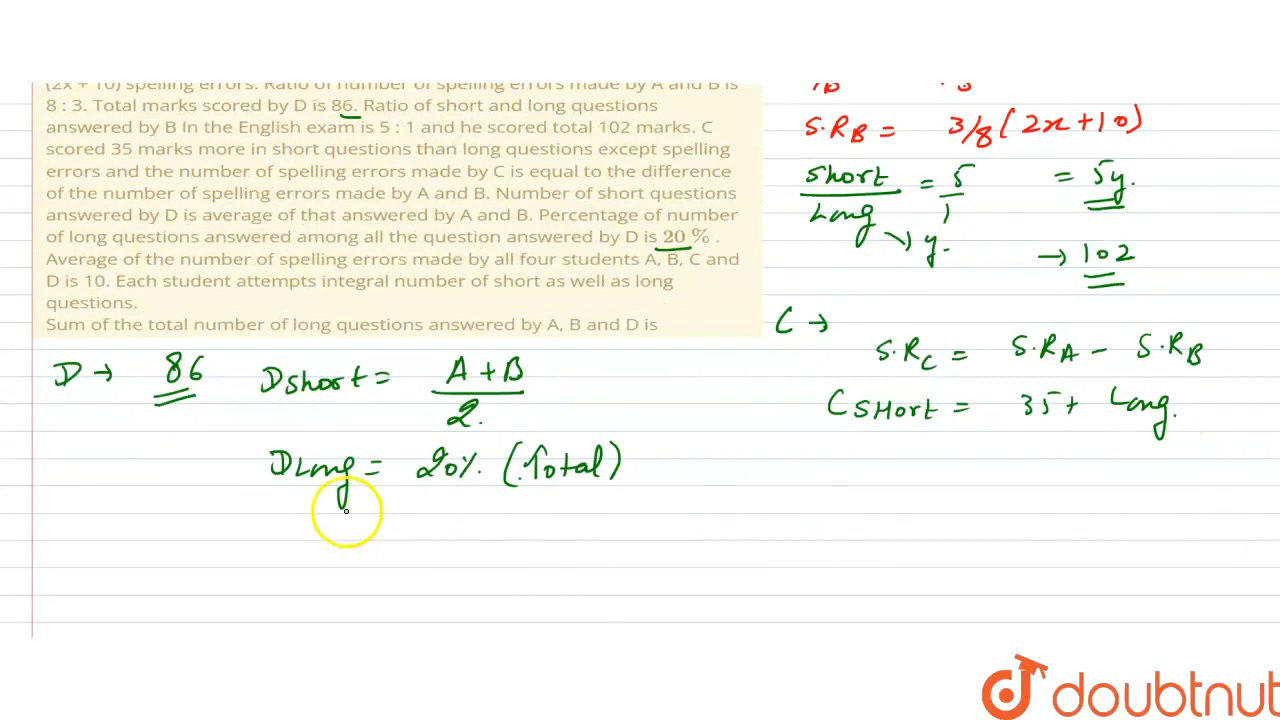 (2x + 10) spelling errors. Ratio of number of spelling errors made by A and B is
8 : 3. Total marks scored by D is 86. Ratio of short and long questions
answered by B In the English exam is 5 : 1 and he scored total 102 marks. C
scored 35 marks more in short questions than long questions except spelling
errors and the number of spelling errors made by C is equal to the difference
of the number of spelling errors made by A and B. Number of short questions
answered by D is average of that answered by A and B. Percentage of number
of long questions answered among all the question answered by D is 20 % .
Average of the number of spelling errors made by all four students A, B, C and
D is 10. Each student attempts integral number of short as well as long
questions.
Sum of the total number of long questions answered by A, B and D is
S.RB = 3/8 (2x+10)
Short/Long = 5/1 = 5y.
→ y.
→ 102
C →
S.RC = S.RA - S.RB
CSHORT = 35+ Long.
D → 86
DShort = A+B/2.
DLong = 20%. (Total)
doubtnut